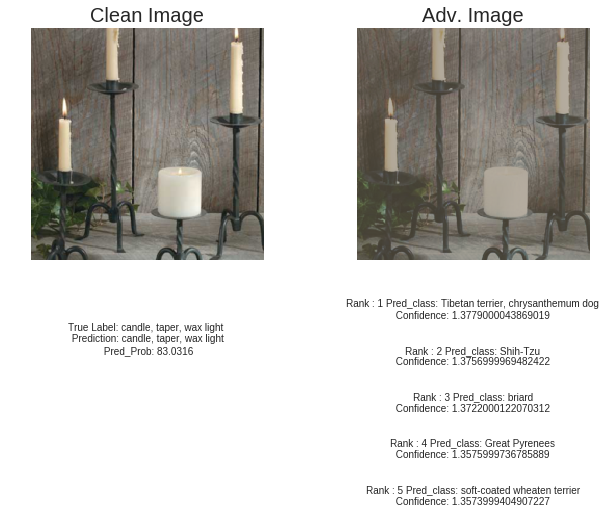 Clean Image
Adv. Image
True Label: candle, taper, wax light
Prediction: candle, taper, wax light
Pred_Prob: 83.0316
Rank : 1 Pred_class: Tibetan terrier, chrysanthemum dog
Confidence: 1.3779000043869019
Rank : 2 Pred_class: Shih-Tzu
Confidence: 1.3756999969482422
Rank : 3 Pred_class: briard
Confidence: 1.3722000122070312
Rank : 4 Pred_class: Great Pyrenees
Confidence: 1.3575999736785889
Rank : 5 Pred_class: soft-coated wheaten terrier
Confidence: 1.3573999404907227